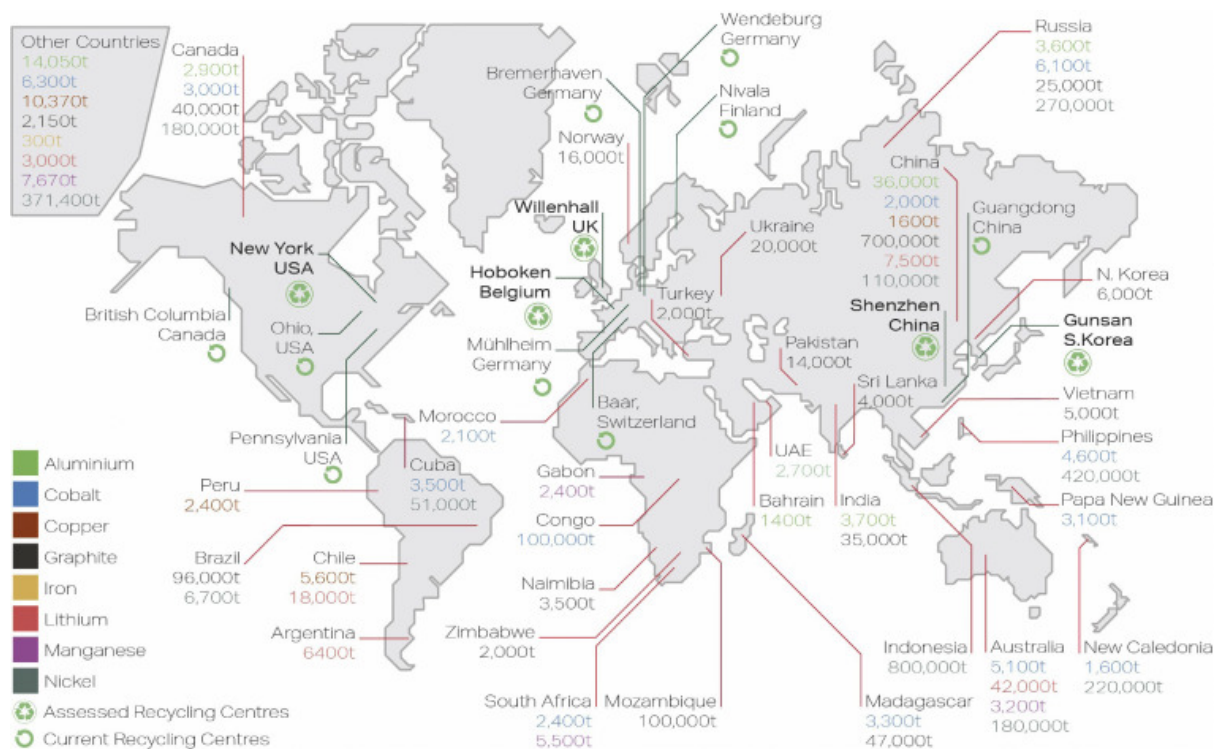 Other Countries
14,050t
6,300t
10,370t
2,150t
300t
3,000t
7,670t
371,400t
Canada
2,900t
3,000t
40,000t
180,000t
Wendeburg
Germany
Bremerhaven
Germany
Nivala
Finland
Norway
16,000t
Russia
3,600t
6,100t
25,000t
270,000t
China
36,000t
2,000t
1600t
700,000t
7,500t
110,000t
Guangdong
China
Willenhall
UK
Ukraine
20,000t
New York
USA
Hoboken
Belgium
Turkey
2,000t
N. Korea
6,000t
British Columbia
Canada
Ohio,
USA
Mühlheim
Germany
Pakistan
14,000t
Shenzhen
China
Gunsan
S.Korea
Sri Lanka
4,000t
Baar,
Switzerland
Morocco
2,100t
Vietnam
5,000t
Pennsylvania
USA
Philippines
4,600t
420,000t
Aluminium
Cobalt
Copper
Graphite
Iron
Lithium
Manganese
Nickel
Assessed Recycling Centres
Current Recycling Centres
Peru
2,400t
Cuba
3,500t
51,000t
Gabon
2,400t
UAE
2,700t
Bahrain
1400t
India
3,700t
35,000t
Papa New Guinea
3,100t
Congo
100,000t
Brazil
96,000t
6,700t
Chile
5,600t
18,000t
Naimibia
3,500t
Argentina
6400t
Zimbabwe
2,000t
South Africa
2,400t
5,500t
Mozambique
100,000t
Madagascar
3,300t
47,000t
Indonesia
800,000t
Australia
5,100t
42,000t
3,200t
180,000t
New Caledonia
1,600t
220,000t